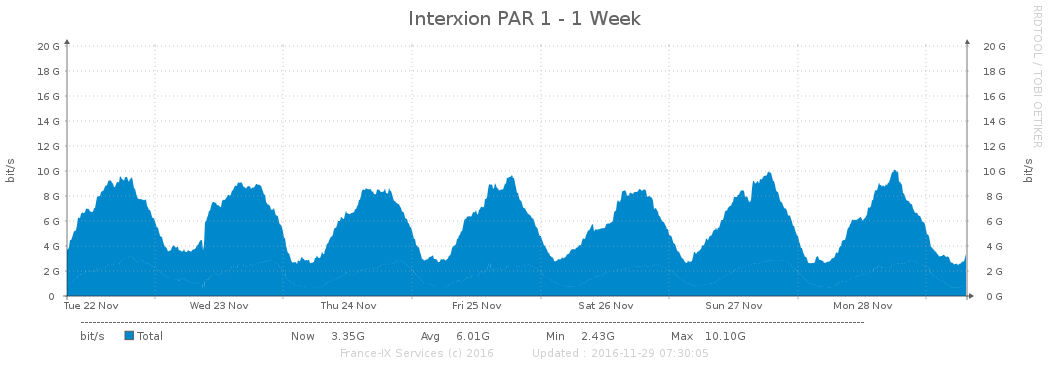 Interxion PAR 1 - 1 Week
RRDTOOL / TOBI OETIKER
20 G 20 G
18 G 18 G
16 G 16 G
14 G 14 G
12 G 12 G
10 G 10 G
8 G 8 G
6 G 6 G
4 G 4 G
2 G 2 G
0 0 G
bit/s bit/s
Tue 22 Nov Wed 23 Nov Thu 24 Nov Fri 25 Nov Sat 26 Nov Sun 27 Nov Mon 28 Nov
bit/s Total Now 3.35G Avg 6.01G Min 2.43G Max 10.10G
France-IX Services (c) 2016 Updated : 2016-11-29 07:30:05